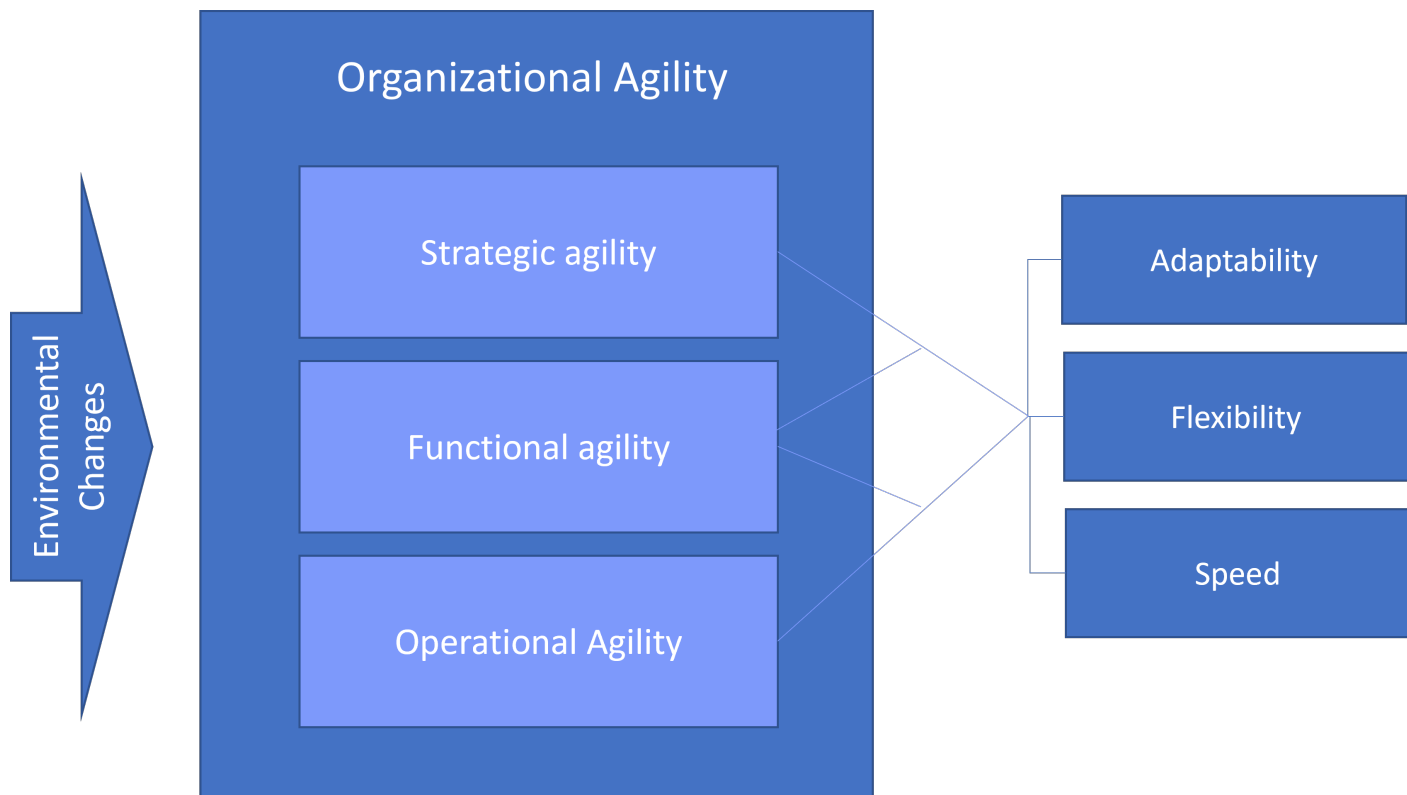 Organizational Agility
Strategic agility
Functional agility
Operational Agility
Environmental
Changes
Adaptability
Flexibility
Speed